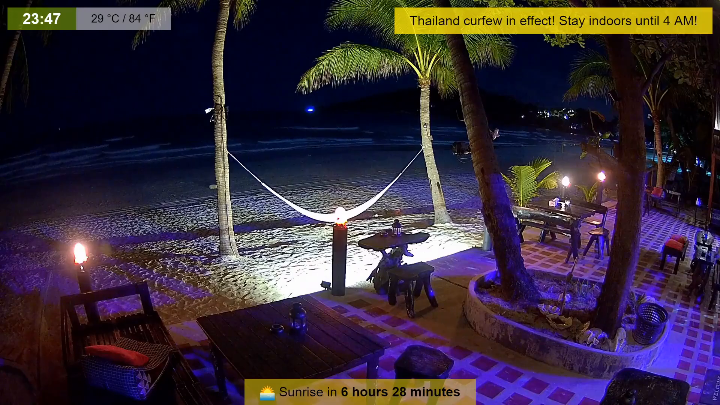 23:47 29 °C / 84 °F
Thailand curfew in effect! Stay indoors until 4 AM!
Sunrise in 6 hours 28 minutes